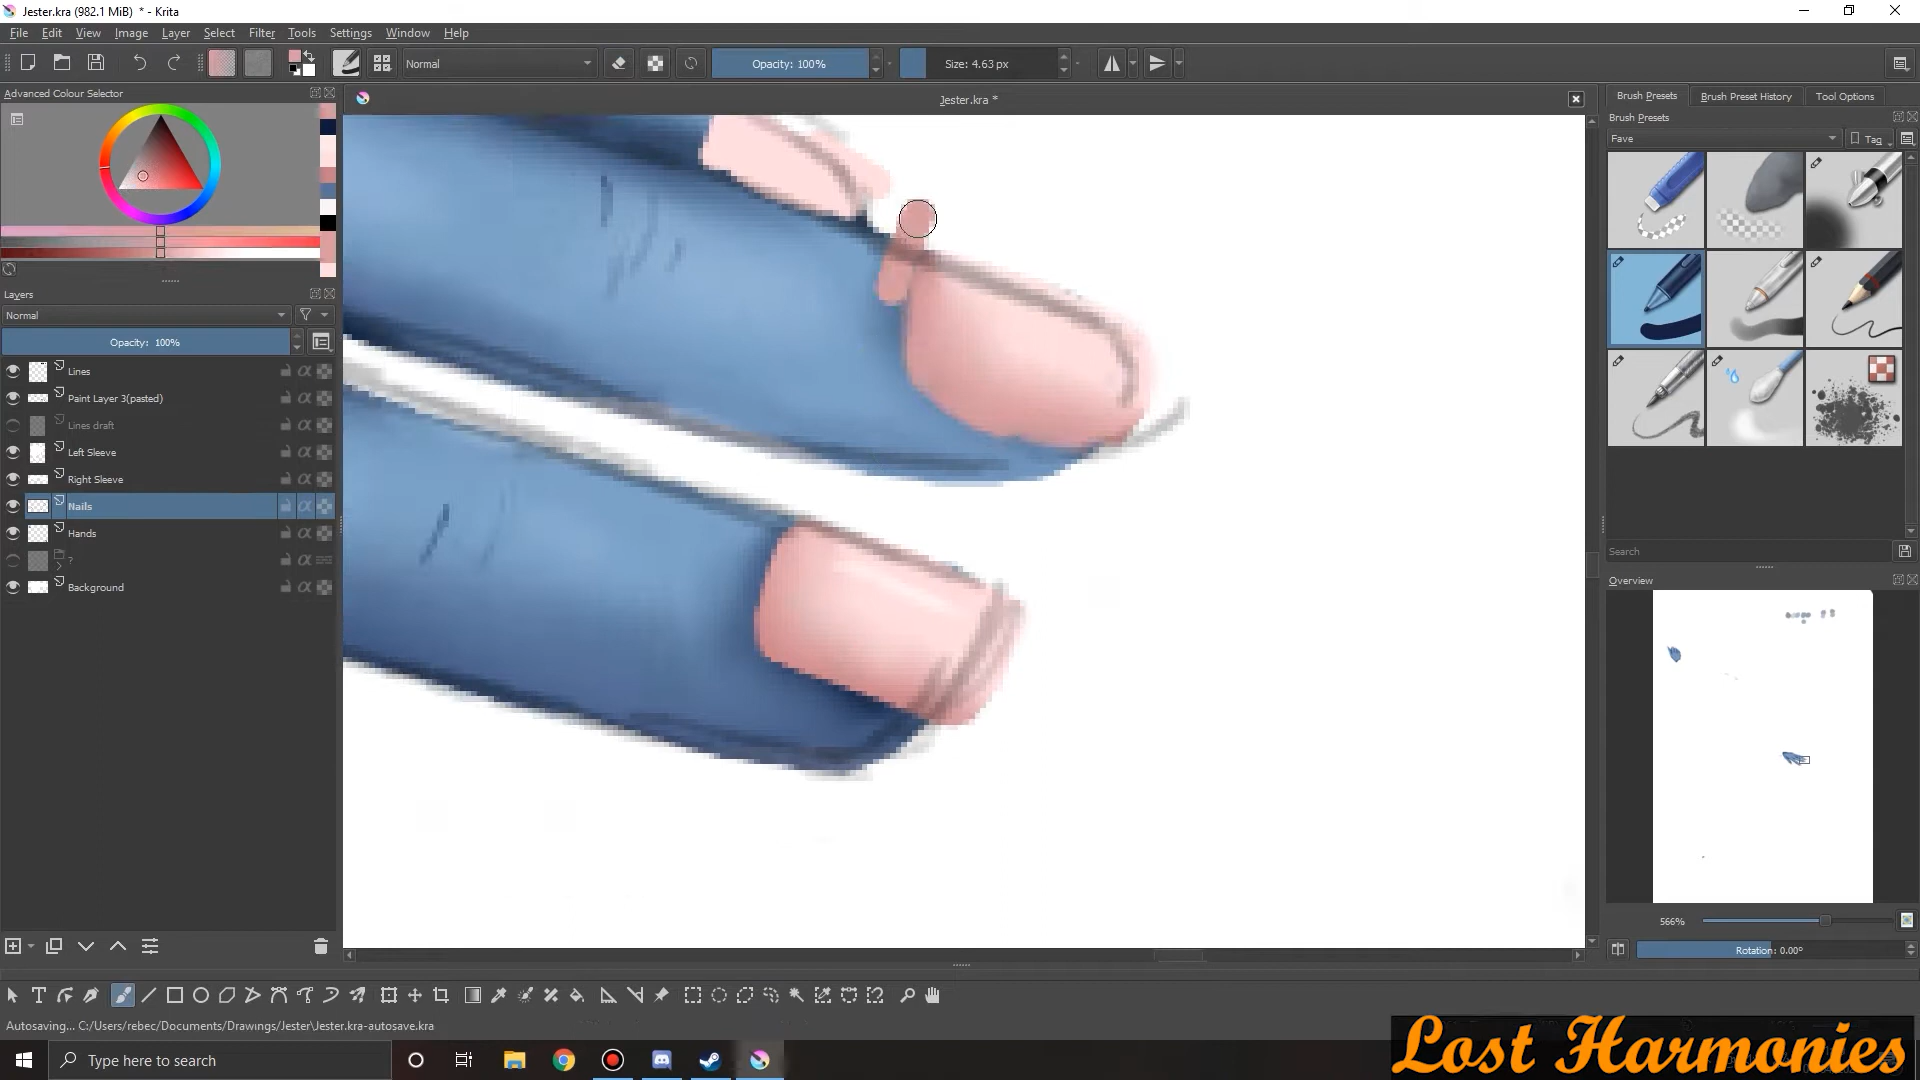 Jester.kra (982.1 MiB)  * - Krita
File Edit View Image Layer Select Filter Tools Settings Window Help
Normal
Opacity: 100%
Size: 4.63 px
Advanced Colour Selector
Jester.kra *
Brush Presets
Brush Preset History
Tool Options
Brush Presets
Fave
Tag
Layers
Normal
Opacity:  100%
Lines
Paint Layer 3(pasted)
Lines draft
Left Sleeve
Right Sleeve
Nails
Hands
?
Background
Search
Overview
566%
Rotation: 0.00°
Autosaving... C:/Users/rebec/Documents/Drawings/Jester\Jester.kra-autosave.kra
Type here to search
Lost Harmonies